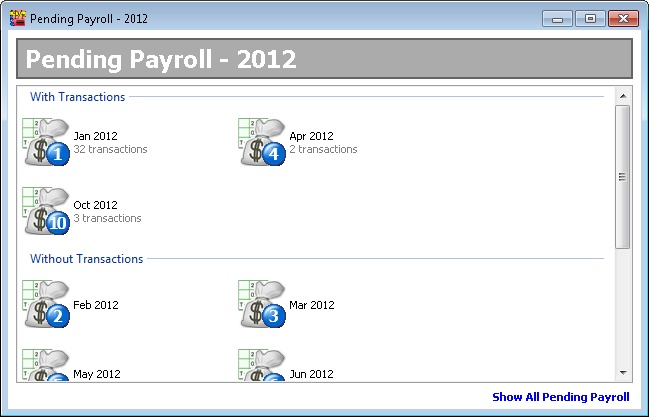 Pending Payroll - 2012
Pending Payroll - 2012
With Transactions
1
Jan 2012
32 transactions
4
Apr 2012
2 transactions
10
Oct 2012
3 transactions
Without Transactions
2
Feb 2012
3
Mar 2012
May 2012
Jun 2012
Show All Pending Payroll